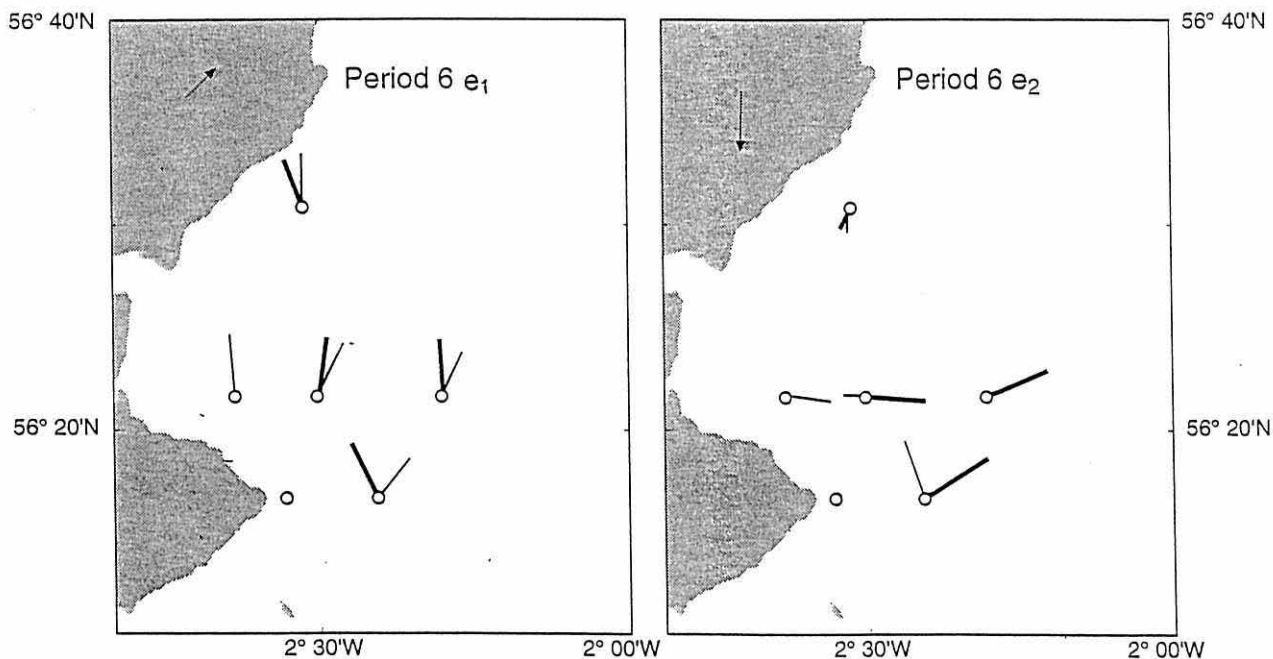 56° 40'N
Period 6 e₁
Period 6 e₂
56° 40'N
56° 20'N
56° 20'N
2° 30'W
2° 00'W
2° 30'W
2° 00'W